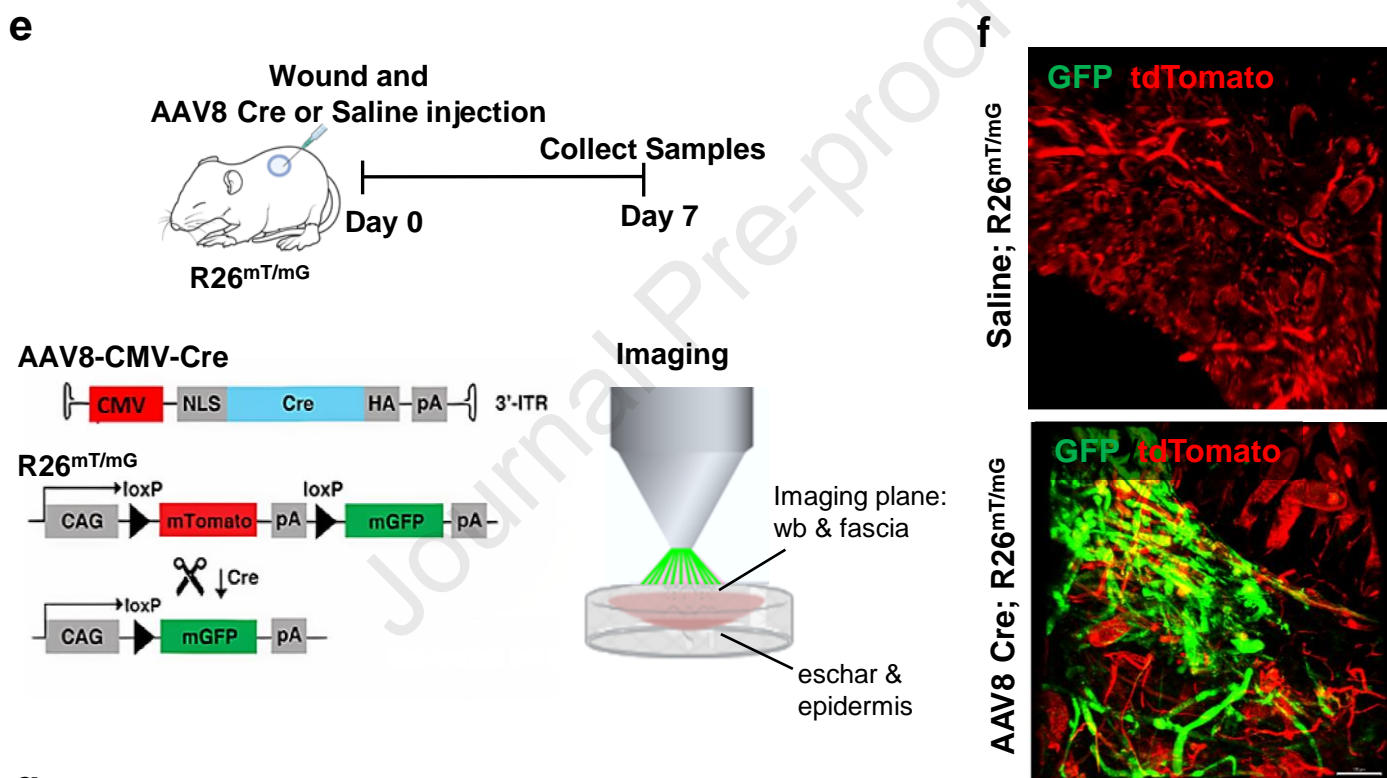 e
Wound and
AAV8 Cre or Saline injection
Collect Samples
Day 0
Day 7
R26mT/mG
AAV8-CMV-Cre
CMV NLS Cre HA pA 3'-ITR
R26mT/mG
loxP loxP
CAG mTomato pA mGFP pA
Cre
loxP
CAG mGFP pA
Imaging
Imaging plane:
wb & fascia
eschar &
epidermis
f
GFP tdTomato
Saline; R26mT/mG
GFP tdTomato
AAV8 Cre; R26mT/mG
Journal Pre-proof